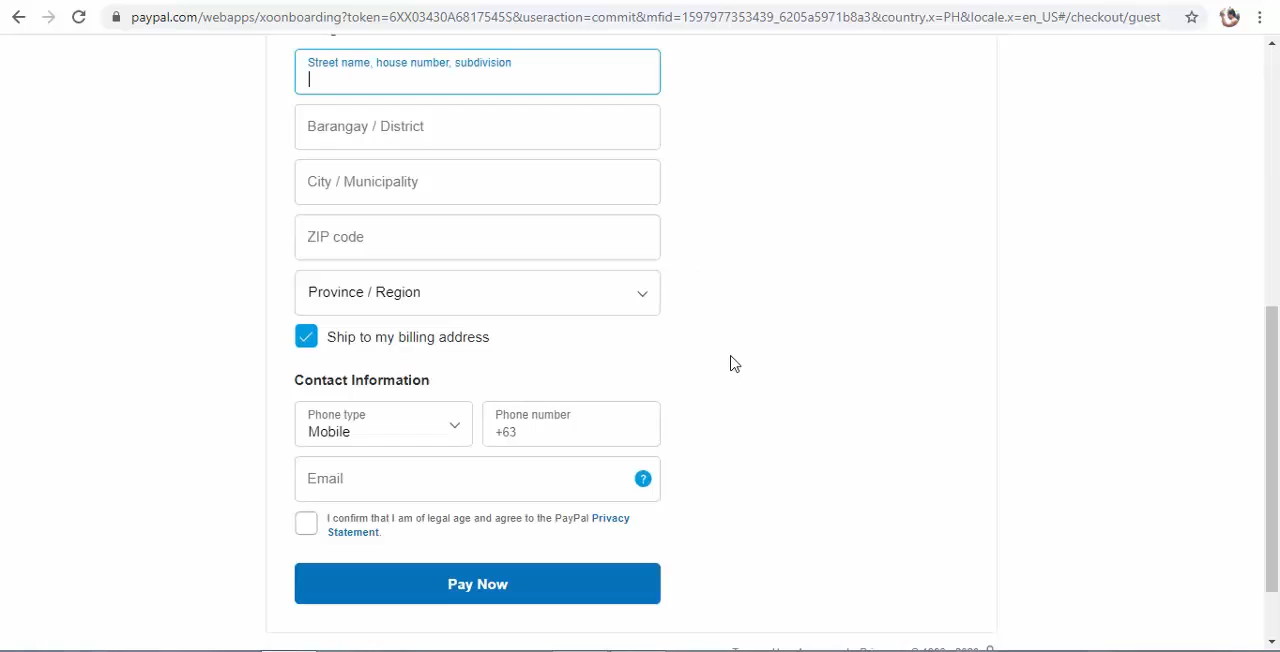 paypal.com/webapps/xoonboarding?token=6XX03430A6817545S&useraction=commit&mfid=1597977353439_6205a5971b8a3&country.x=PH&locale.x=en_US#/checkout/guest
Street name, house number, subdivision
Barangay / District
City / Municipality
ZIP code
Province / Region
Ship to my billing address
Contact Information
Phone type
Mobile
Phone number
+63
Email
?
I confirm that I am of legal age and agree to the PayPal Privacy
Statement.
Pay Now